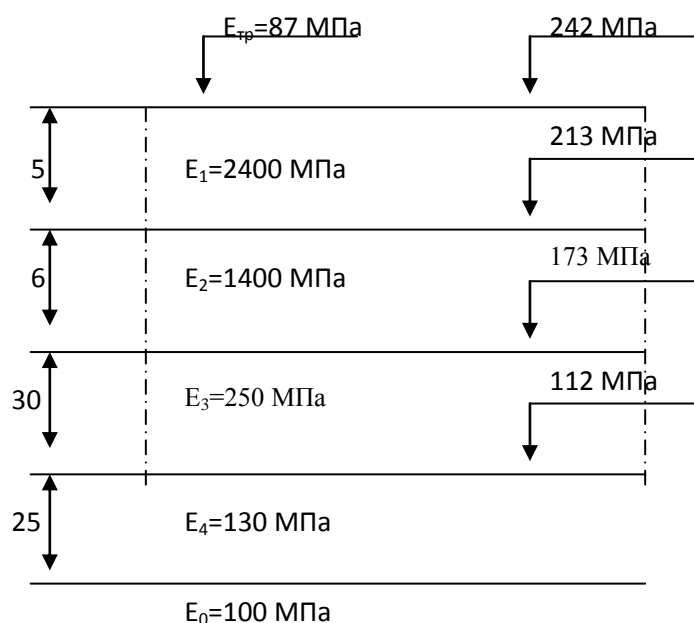 Eтр=87 МПа 242 МПа
213 МПа
5 E1=2400 МПа
173 МПа
6 E2=1400 МПа
112 МПа
30 E3=250 МПа
25 E4=130 МПа
E0=100 МПа